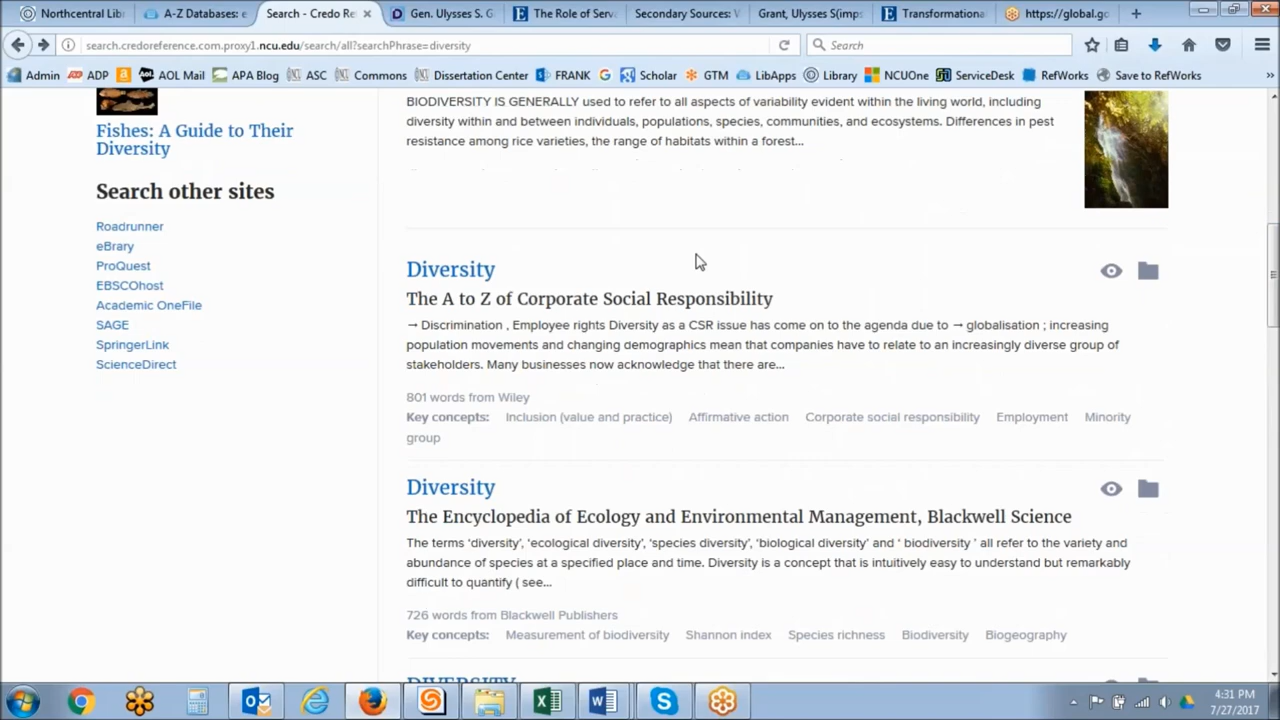 Northcentral Libr
A-Z Databases: e
Search - Credo Re
Gen. Ulysses S. G
The Role of Serva
Secondary Sources: V
Grant, Ulysses S(imps
Transformational
https://global.go
search.credoreference.com.proxy1.ncu.edu/search/all?searchPhrase=diversity
Search
Admin ADP AOL Mail APA Blog ASC Commons Dissertation Center FRANK Scholar GTM LibApps Library NCUOne ServiceDesk RefWorks Save to RefWorks
Fishes: A Guide to Their
Diversity
Search other sites
Roadrunner
eBrary
ProQuest
EBSCOhost
Academic OneFile
SAGE
SpringerLink
ScienceDirect
BIODIVERSITY IS GENERALLY used to refer to all aspects of variability evident within the living world, including
diversity within and between individuals, populations, species, communities, and ecosystems. Differences in pest
resistance among rice varieties, the range of habitats within a forest...
Diversity
The A to Z of Corporate Social Responsibility
→ Discrimination , Employee rights Diversity as a CSR issue has come on to the agenda due to → globalisation ; increasing
population movements and changing demographics mean that companies have to relate to an increasingly diverse group of
stakeholders. Many businesses now acknowledge that there are...
801 words from Wiley
Key concepts: Inclusion (value and practice) Affirmative action Corporate social responsibility Employment Minority
group
Diversity
The Encyclopedia of Ecology and Environmental Management, Blackwell Science
The terms ‘diversity’, ‘ecological diversity’, ‘species diversity’, ‘biological diversity’ and ‘ biodiversity ’ all refer to the variety and
abundance of species at a specified place and time. Diversity is a concept that is intuitively easy to understand but remarkably
difficult to quantify ( see...
726 words from Blackwell Publishers
Key concepts: Measurement of biodiversity Shannon index Species richness Biodiversity Biogeography
DIVERSITY
4:31 PM
7/27/2017